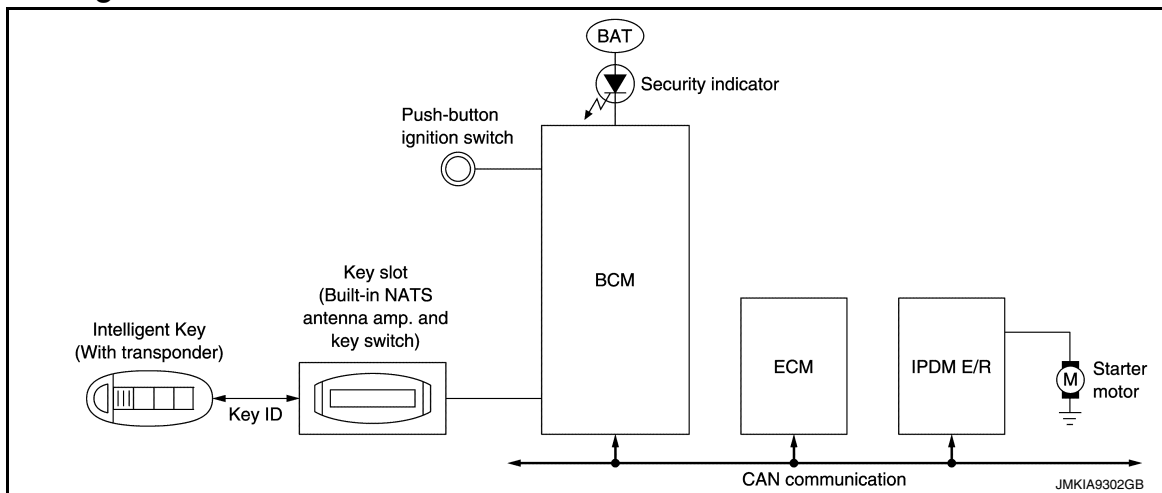 BAT
Security indicator
Push-button
ignition switch
BCM
Key slot
(Built-in NATS
antenna amp. and
key switch)
Intelligent Key
(With transponder)
Key ID
ECM
IPDM E/R
M
Starter
motor
CAN communication
JMKIA9302GB